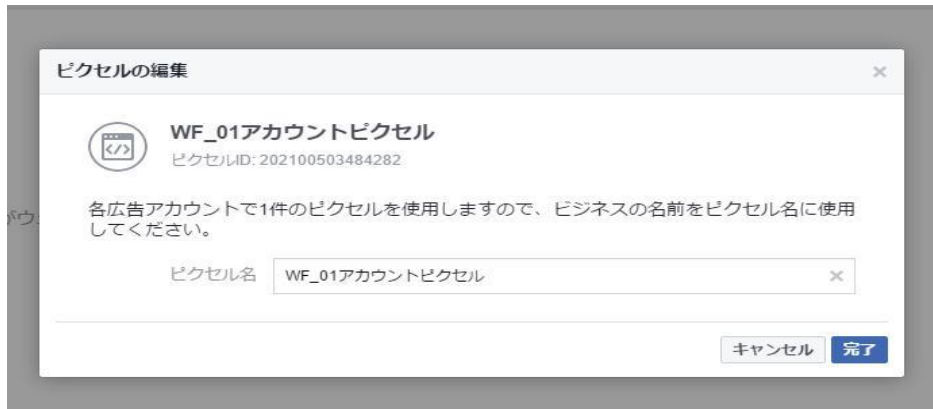 ピクセルの編集
WF_01アカウントピクセル
ピクセルID: 202100503484282
各広告アカウントで1件のピクセルを使用しますので、ビジネスの名前をピクセル名に使用
してください。
ピクセル名 WF_01アカウントピクセル
キャンセル 完了